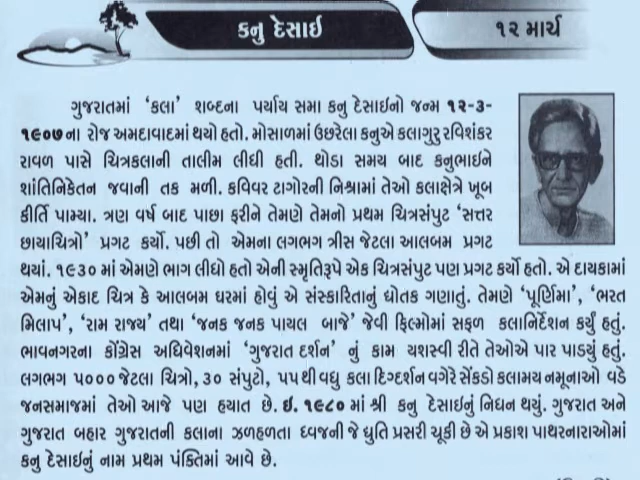 કનુ દેસાઇ
૧૨ માર્ચ
ગુજરાતમાં ‘કલા’ શબ્દના પર્યાય સમા કનુ દેસાઇનો જન્મ ૧૨-૩-
૧૯૦૭ના રોજ અમદાવાદમાં થયો હતો. મોસાળમાં ઉછરેલા કનુએ કલાગુરુ રવિશંકર
રાવળ પાસે ચિત્રકલાની તાલીમ લીધી હતી. થોડા સમય બાદ કનુભાઇને
શાંતિનિકેતન જવાની તક મળી. કવિવર ટાગોરની નિશ્રામાં તેઓ કલાક્ષેત્રે ખૂબ
કીર્તિ પામ્યા. ત્રણ વર્ષ બાદ પાછા ફરીને તેમણે તેમનો પ્રથમ ચિત્રસંપુટ ‘સત્તર
છાયાચિત્રો’ પ્રગટ કર્યો. પછી તો એમના લગભગ ત્રીસ જેટલા આલબમ પ્રગટ
થયાં. ૧૯૩૦ માં એમણે ભાગ લીધો હતો એની સ્મૃતિરૂપે એક ચિત્રસંપુટ પણ પ્રગટ કર્યો હતો. એ દાયકામાં
એમનું એકાદ ચિત્ર કે આલબમ ઘરમાં હોવું એ સંસ્કારિતાનું દ્યોતક ગણાતું. તેમણે ‘પૂર્ણિમા’, ‘ભરત
મિલાપ’, ‘રામ રાજ્ય’ તથા ‘જનક જનક પાયલ બાજે’ જેવી ફિલ્મોમાં સફળ કલાનિર્દેશન કર્યું હતું.
ભાવનગરના કોંગ્રેસ અધિવેશનમાં ‘ગુજરાત દર્શન’ નું કામ યશસ્વી રીતે તેઓએ પાર પાડ્યું હતું.
લગભગ ૫૦૦૦ જેટલા ચિત્રો, ૩૦ સંપુટો, ૫૫થી વધુ કલા દિગ્દર્શન વગેરે સેંકડો કલામય નમૂનાઓ વડે
જનસમાજમાં તેઓ આજે પણ હયાત છે. ઇ. ૧૯૮૦ માં શ્રી કનુ દેસાઇનું નિધન થયું. ગુજરાત અને
ગુજરાત બહાર ગુજરાતની કલાના ઝળહળતા ધ્વજની જે ધ્રુતિ પ્રસરી ચૂકી છે એ પ્રકાશ પાથરનારાઓમાં
કનુ દેસાઇનું નામ પ્રથમ પંક્તિમાં આવે છે.